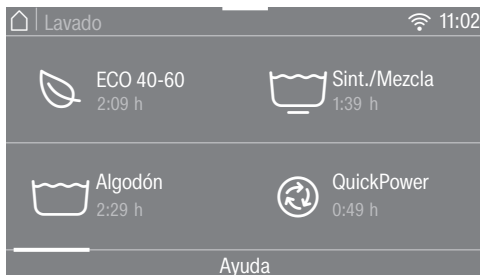 Lavado 11:02
ECO 40-60
2:09 h
Sint./Mezcla
1:39 h
Algodón
2:29 h
QuickPower
0:49 h
Ayuda